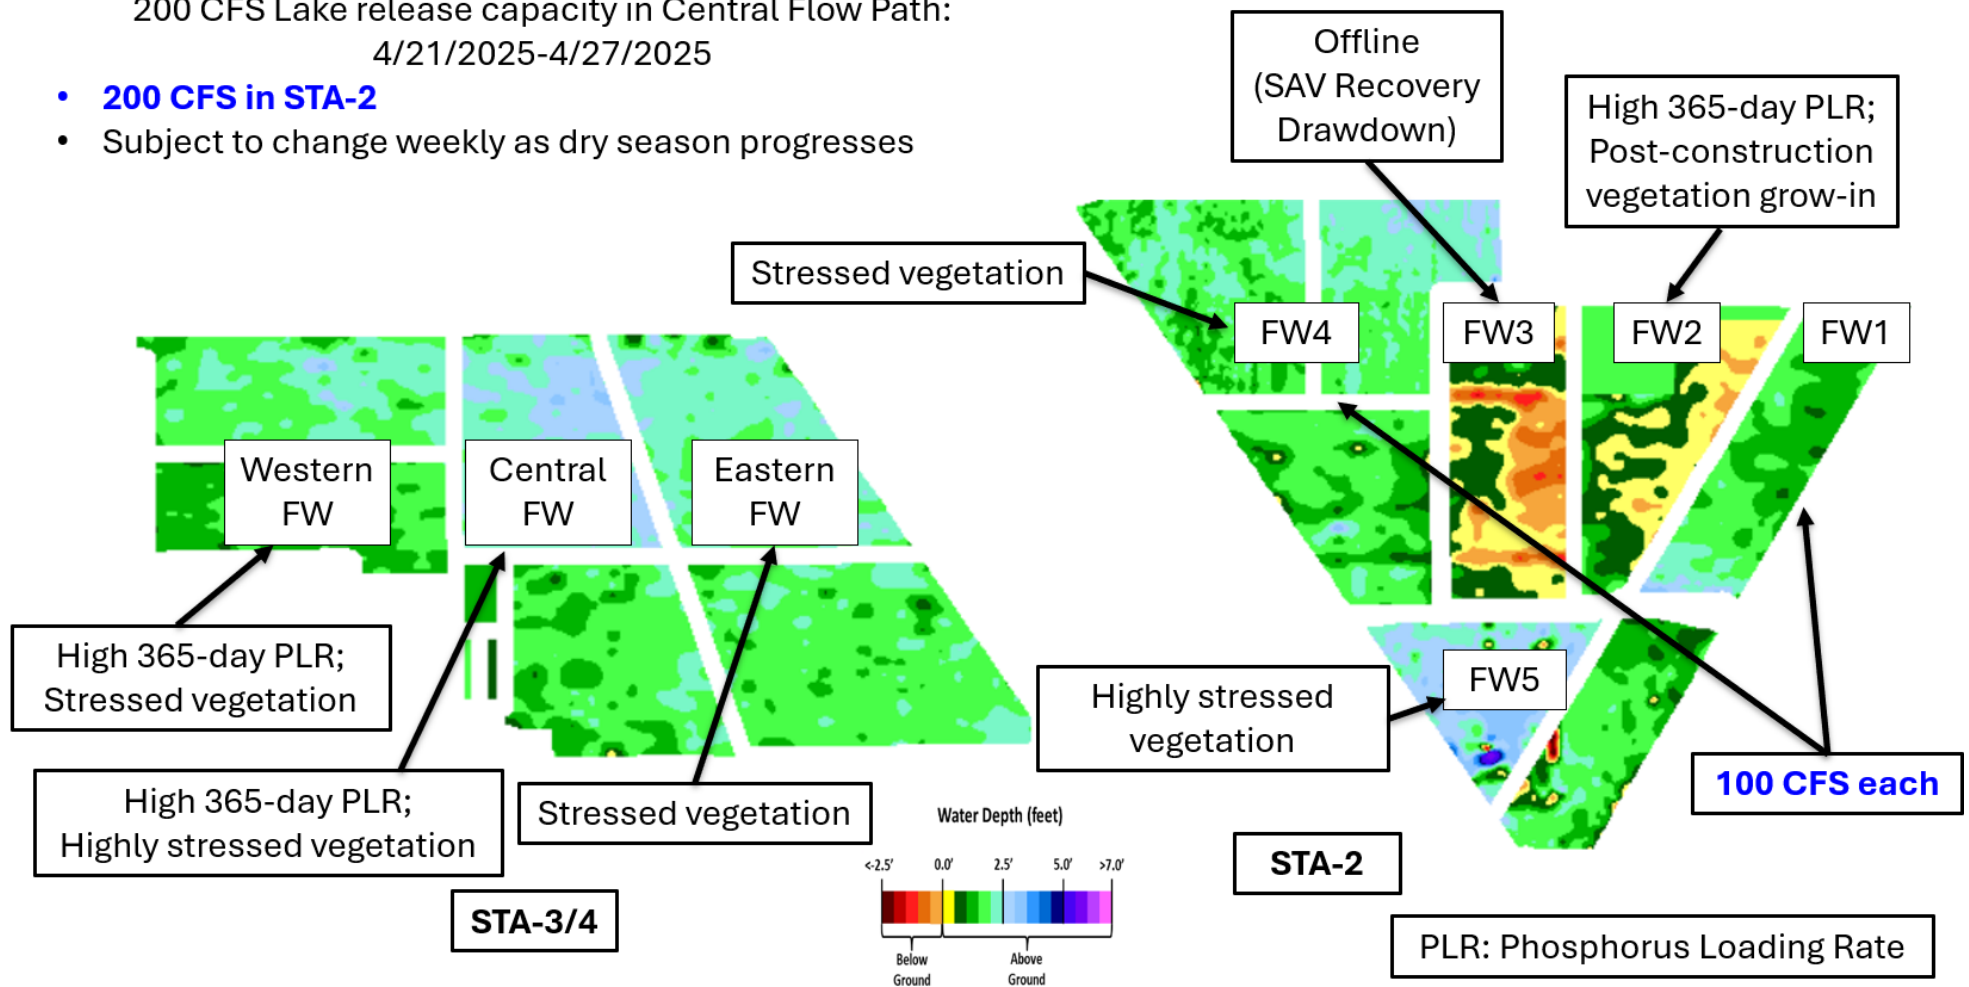 200 CFS Lake release capacity in Central Flow Path:
4/21/2025-4/27/2025
• 200 CFS in STA-2
• Subject to change weekly as dry season progresses
Offline
(SAV Recovery
Drawdown)
High 365-day PLR;
Post-construction
vegetation grow-in
Stressed vegetation
FW4
FW3
FW2
FW1
Western
FW
Central
FW
Eastern
FW
High 365-day PLR;
Stressed vegetation
FW5
Highly stressed
vegetation
100 CFS each
High 365-day PLR;
Highly stressed vegetation
Stressed vegetation
Water Depth (feet)
<-2.5' 0.0' 2.5' 5.0' >7.0'
Below
Ground
Above
Ground
STA-2
STA-3/4
PLR: Phosphorus Loading Rate